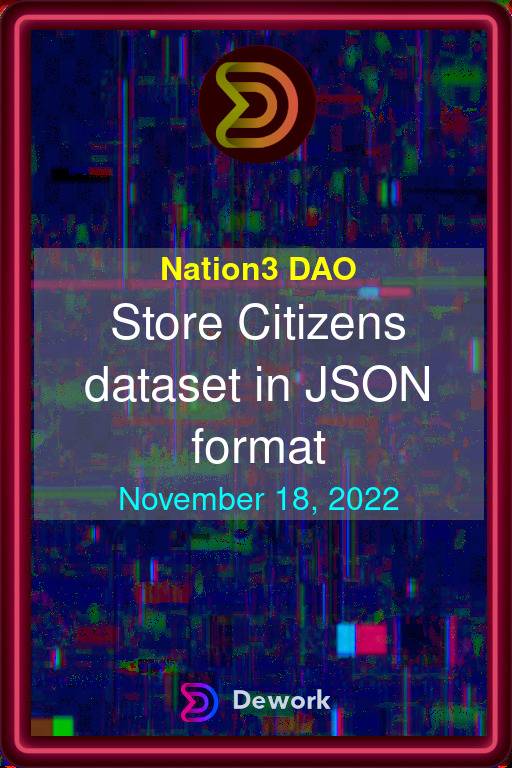 Nation3 DAO
Store Citizens
dataset in JSON
format
November 18, 2022
Dework